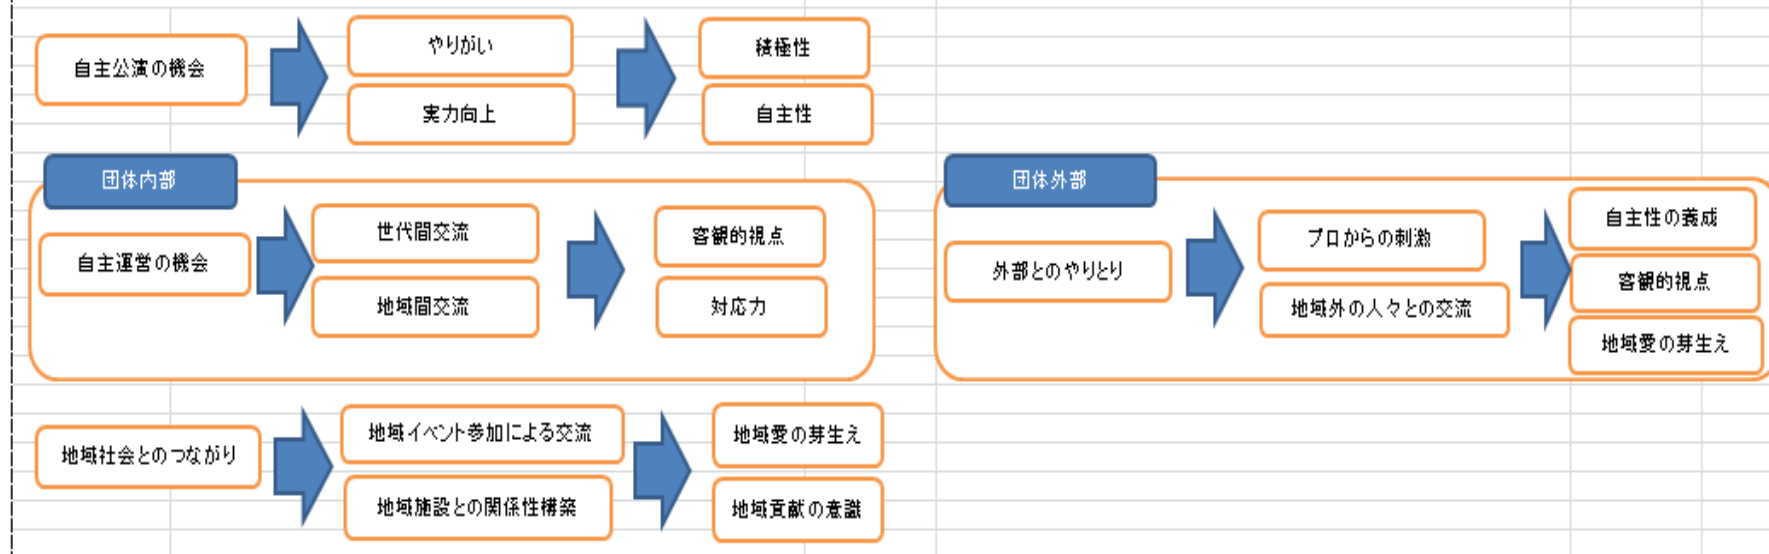 自主公演の機会
やりがい
実力向上
積極性
自主性
団体内部
自主運営の機会
世代間交流
地域間交流
客観的視点
対応力
団体外部
外部とのやりとり
プロからの刺激
地域外の人々との交流
自主性の養成
客観的視点
地域愛の芽生え
地域社会とのつながり
地域イベント参加による交流
地域施設との関係性構築
地域愛の芽生え
地域貢献の意識